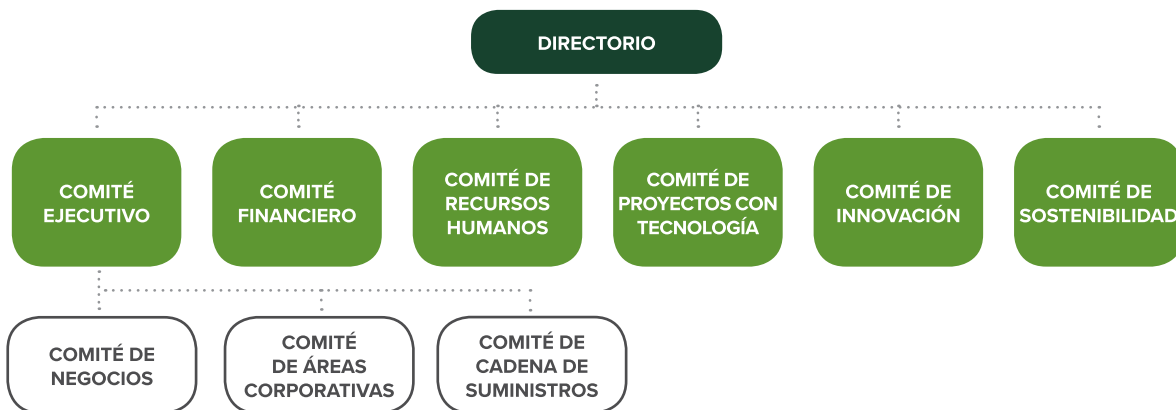 DIRECTORIO
COMITÉ
EJECUTIVO
COMITÉ
FINANCIERO
COMITÉ DE
RECURSOS
HUMANOS
COMITÉ DE
PROYECTOS CON
TECNOLOGÍA
COMITÉ DE
INNOVACIÓN
COMITÉ DE
SOSTENIBILIDAD
COMITÉ DE
NEGOCIOS
COMITÉ
DE ÁREAS
CORPORATIVAS
COMITÉ DE
CADENA DE
SUMINISTROS